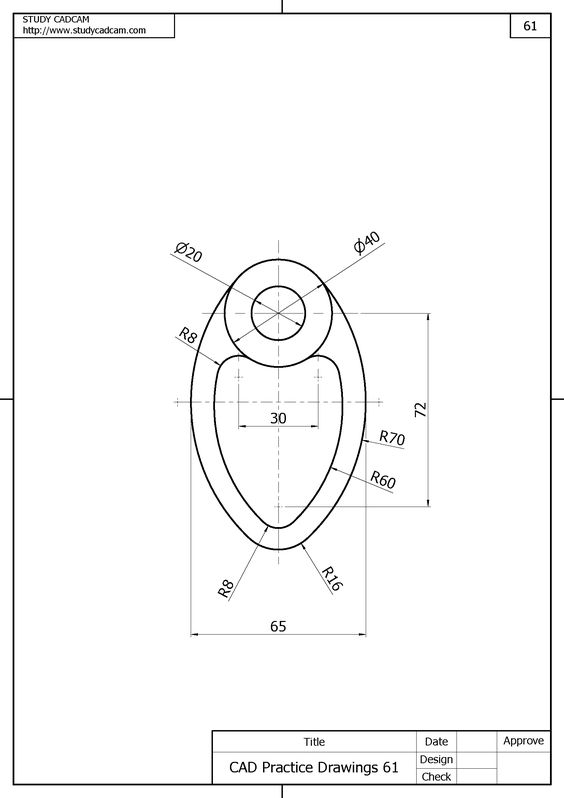 STUDY CADCAM
http://www.studycadcam.com
61
Ø20
Ø40
R8
30
72
R70
R60
R8
R16
65
Title
Date
Approve
CAD Practice Drawings 61
Design
Check